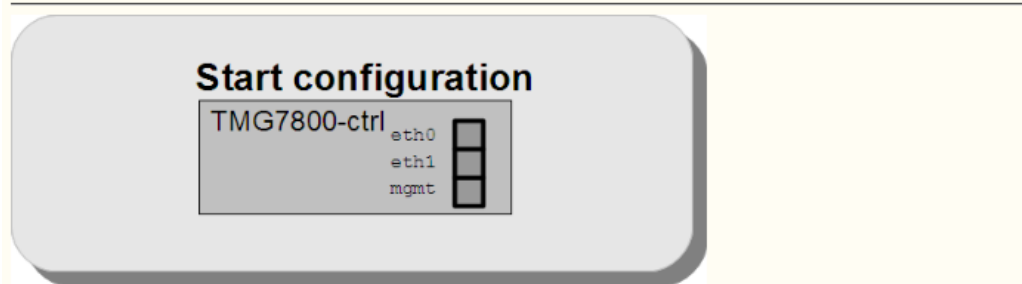 Start configuration
TMG7800-ctrl
eth0
eth1
mgmt